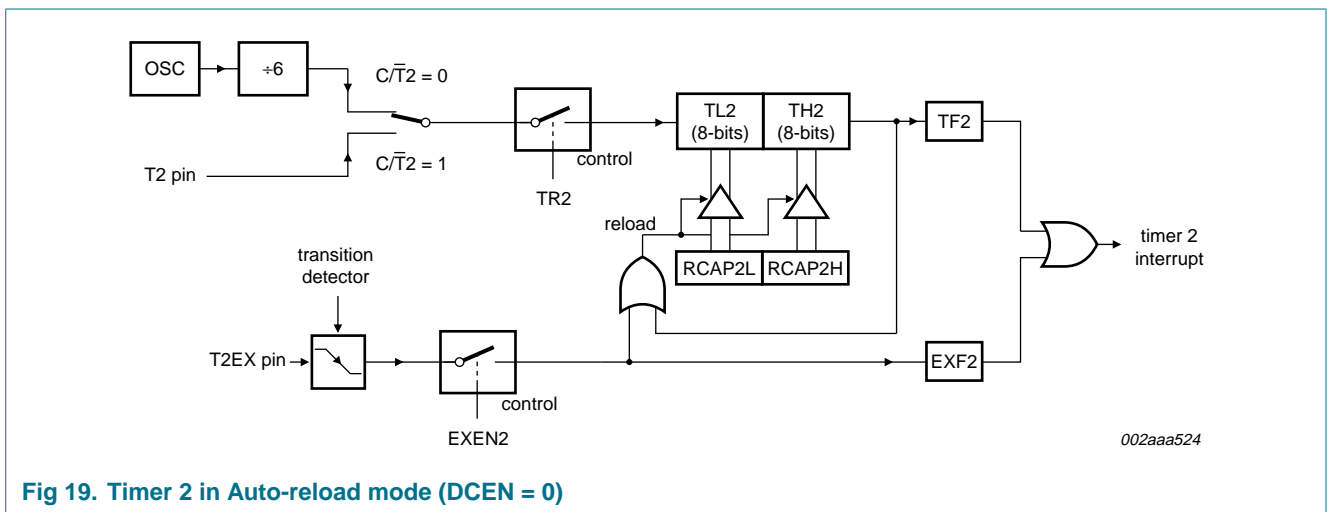 OSC
÷6
C/T̅2 = 0
C/T̅2 = 1
T2 pin
control
TR2
TL2
(8-bits)
TH2
(8-bits)
TF2
reload
RCAP2L
RCAP2H
timer 2
interrupt
transition
detector
T2EX pin
control
EXEN2
EXF2
002aaa524
Fig 19. Timer 2 in Auto-reload mode (DCEN = 0)